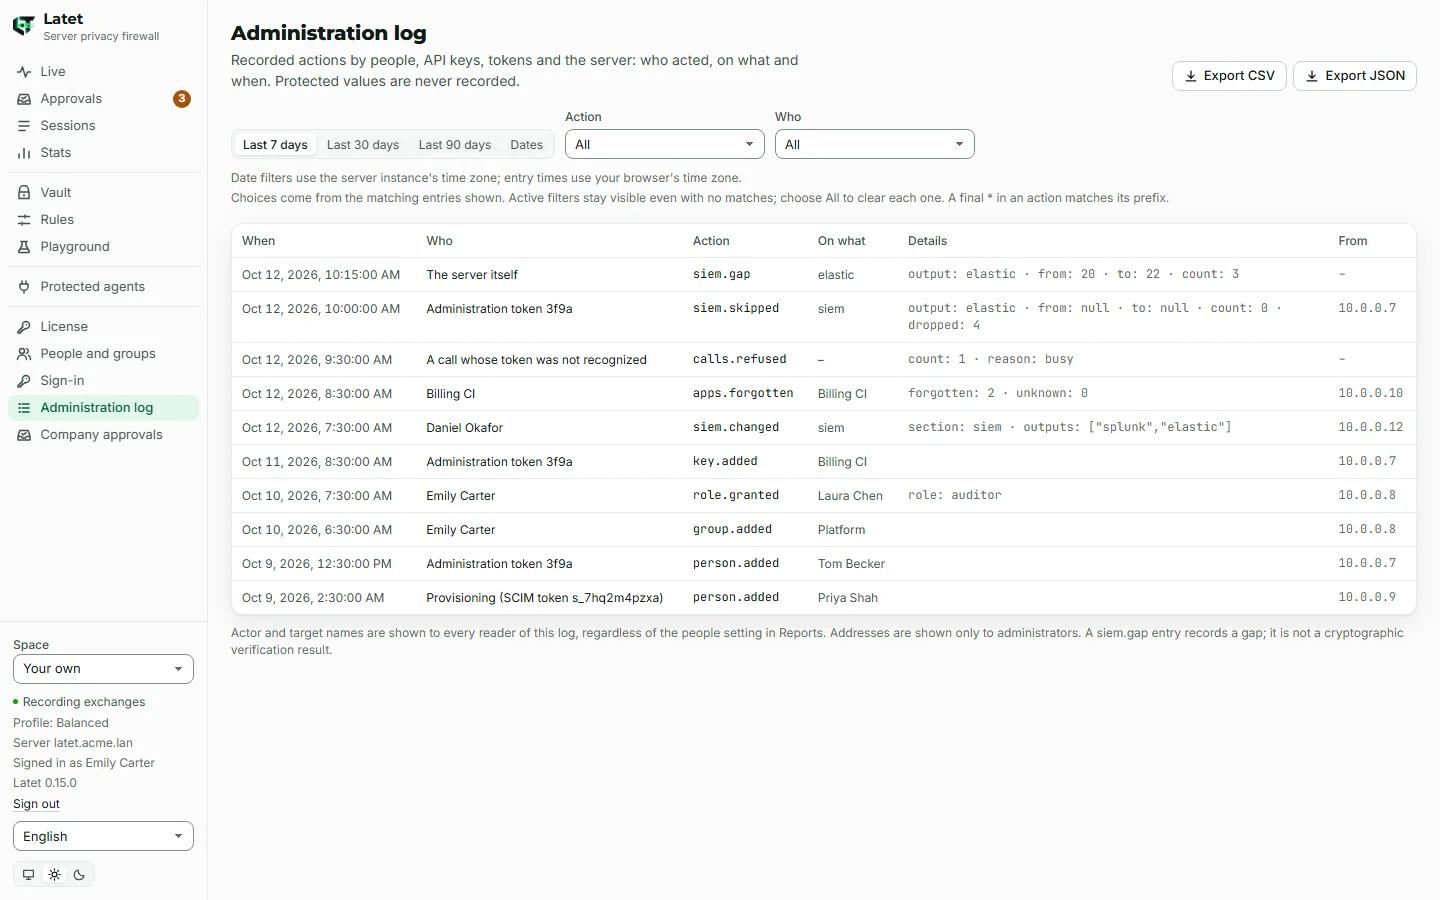 Latet
Server privacy firewall
Live
Approvals
3
Sessions
Stats
Vault
Rules
Playground
Protected agents
License
People and groups
Sign-in
Administration log
Company approvals
Space
Your own
Recording exchanges
Profile: Balanced
Server latet.acme.lan
Signed in as Emily Carter
Latet 0.15.0
Sign out
English
Administration log
Recorded actions by people, API keys, tokens and the server: who acted, on what and
when. Protected values are never recorded.
Export CSV
Export JSON
Action
Who
Last 7 days
Last 30 days
Last 90 days
Dates
All
All
Date filters use the server instance's time zone; entry times use your browser's time zone.
Choices come from the matching entries shown. Active filters stay visible even with no matches; choose All to clear each one. A final * in an action matches its prefix.
When Who Action On what Details From
Oct 12, 2026, 10:15:00 AM The server itself siem.gap elastic output: elastic · from: 20 · to: 22 · count: 3 –
Oct 12, 2026, 10:00:00 AM Administration token 3f9a siem.skipped siem output: elastic · from: null · to: null · count: 0 · 10.0.0.7
dropped: 4
Oct 12, 2026, 9:30:00 AM A call whose token was not recognized calls.refused – count: 1 · reason: busy –
Oct 12, 2026, 8:30:00 AM Billing CI apps.forgotten Billing CI forgotten: 2 · unknown: 0 10.0.0.10
Oct 12, 2026, 7:30:00 AM Daniel Okafor siem.changed siem section: siem · outputs: ["splunk","elastic"] 10.0.0.12
Oct 11, 2026, 8:30:00 AM Administration token 3f9a key.added Billing CI 10.0.0.7
Oct 10, 2026, 7:30:00 AM Emily Carter role.granted Laura Chen role: auditor 10.0.0.8
Oct 10, 2026, 6:30:00 AM Emily Carter group.added Platform 10.0.0.8
Oct 9, 2026, 12:30:00 PM Administration token 3f9a person.added Tom Becker 10.0.0.7
Oct 9, 2026, 2:30:00 AM Provisioning (SCIM token s_7hq2m4pzxa) person.added Priya Shah 10.0.0.9
Actor and target names are shown to every reader of this log, regardless of the people setting in Reports. Addresses are shown only to administrators. A siem.gap entry records a gap; it is not a cryptographic
verification result.